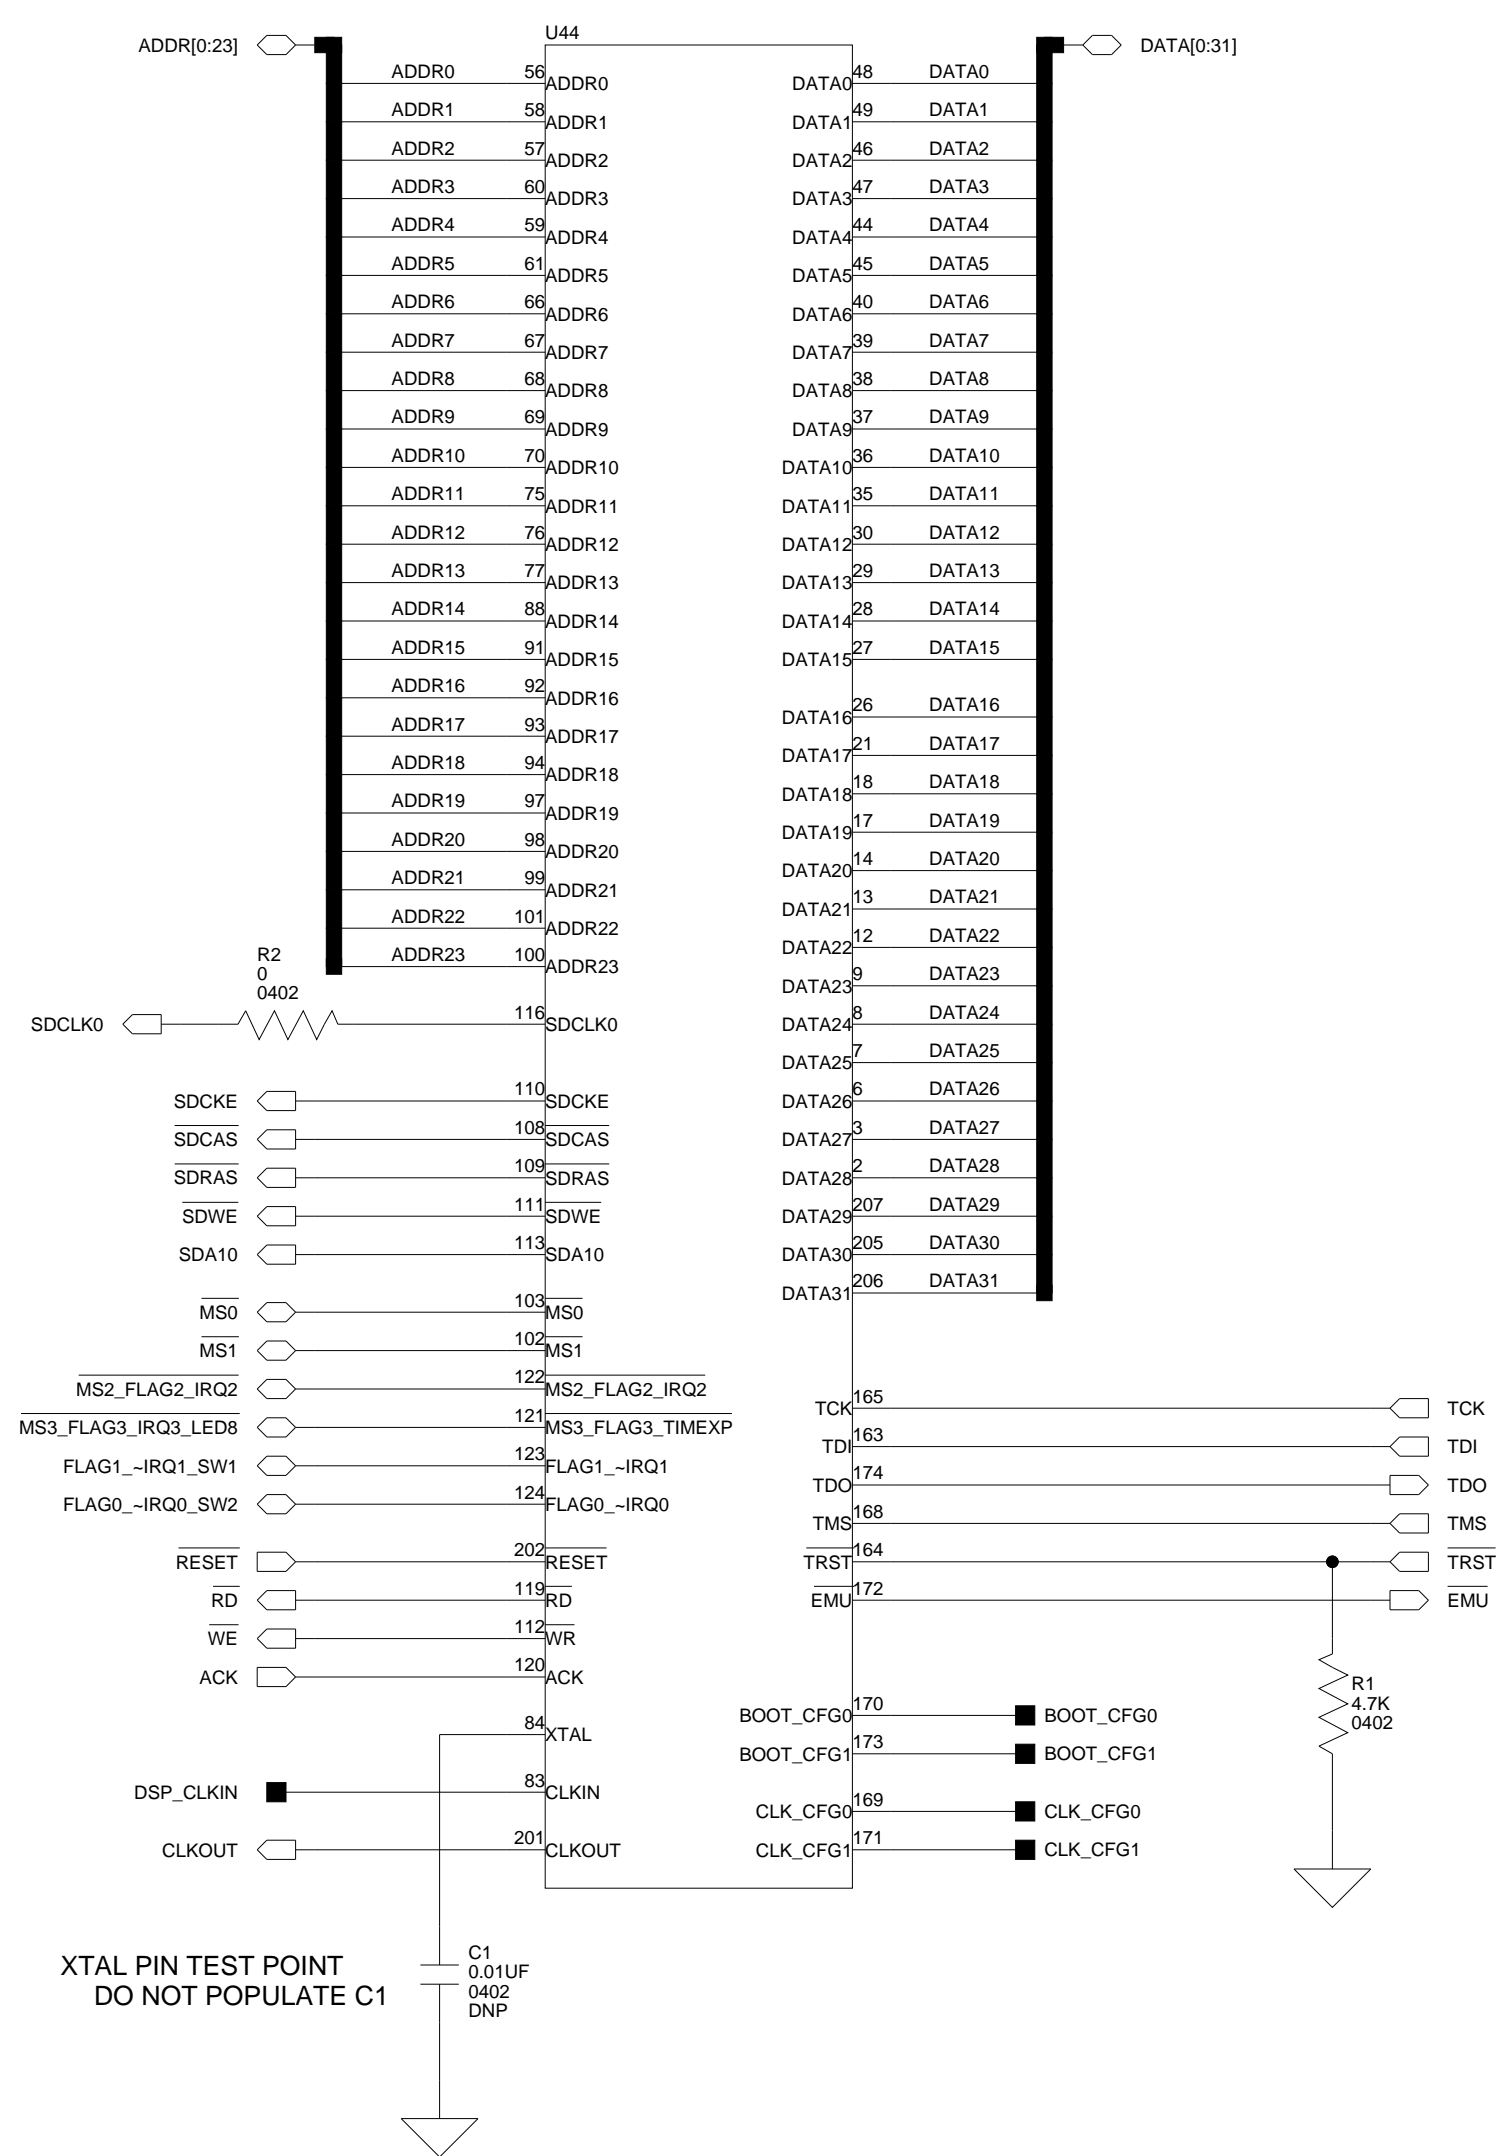 U44
ADDR[0:23] DATA[0:31]
ADDR0 56 ADDR0 DATA0 48 DATA0
ADDR1 58 ADDR1 DATA1 49 DATA1
ADDR2 57 ADDR2 DATA2 46 DATA2
ADDR3 60 ADDR3 DATA3 47 DATA3
ADDR4 59 ADDR4 DATA4 44 DATA4
ADDR5 61 ADDR5 DATA5 45 DATA5
ADDR6 66 ADDR6 DATA6 40 DATA6
ADDR7 67 ADDR7 DATA7 39 DATA7
ADDR8 68 ADDR8 DATA8 38 DATA8
ADDR9 69 ADDR9 DATA9 37 DATA9
ADDR10 70 ADDR10 DATA10 36 DATA10
ADDR11 75 ADDR11 DATA11 35 DATA11
ADDR12 76 ADDR12 DATA12 30 DATA12
ADDR13 77 ADDR13 DATA13 29 DATA13
ADDR14 88 ADDR14 DATA14 28 DATA14
ADDR15 91 ADDR15 DATA15 27 DATA15
ADDR16 92 ADDR16 DATA16 26 DATA16
ADDR17 93 ADDR17 DATA17 21 DATA17
ADDR18 94 ADDR18 DATA18 18 DATA18
ADDR19 97 ADDR19 DATA19 17 DATA19
ADDR20 98 ADDR20 DATA20 14 DATA20
ADDR21 99 ADDR21 DATA21 13 DATA21
ADDR22 101 ADDR22 DATA22 12 DATA22
ADDR23 100 ADDR23 DATA23 9 DATA23
R2
0
0402
SDCLK0 116 SDCLK0 DATA24 8 DATA24
DATA25 7 DATA25
SDCKE 110 SDCKE DATA26 6 DATA26
SDCAS 108 SDCAS DATA27 3 DATA27
SDRAS 109 SDRAS DATA28 2 DATA28
SDWE 111 SDWE DATA29 207 DATA29
SDA10 113 SDA10 DATA30 205 DATA30
DATA31 206 DATA31
MS0 103 MS0
MS1 102 MS1
MS2_FLAG2_IRQ2 122 MS2_FLAG2_IRQ2
TCK 165 TCK
MS3_FLAG3_IRQ3_LED8 121 MS3_FLAG3_TIMEXP
TDI 163 TDI
FLAG1_~IRQ1_SW1 123 FLAG1_~IRQ1
TDO 174 TDO
FLAG0_~IRQ0_SW2 124 FLAG0_~IRQ0
TMS 168 TMS
RESET 202 RESET TRST 164 TRST
RD 119 RD EMU 172 EMU
WE 112 WR
ACK 120 ACK
R1
4.7K
0402
BOOT_CFG0 170 BOOT_CFG0
84 XTAL
BOOT_CFG1 173 BOOT_CFG1
DSP_CLKIN 83 CLKIN
CLK_CFG0 169 CLK_CFG0
CLKOUT 201 CLKOUT CLK_CFG1 171 CLK_CFG1
XTAL PIN TEST POINT
DO NOT POPULATE C1
C1
0.01UF
0402
DNP